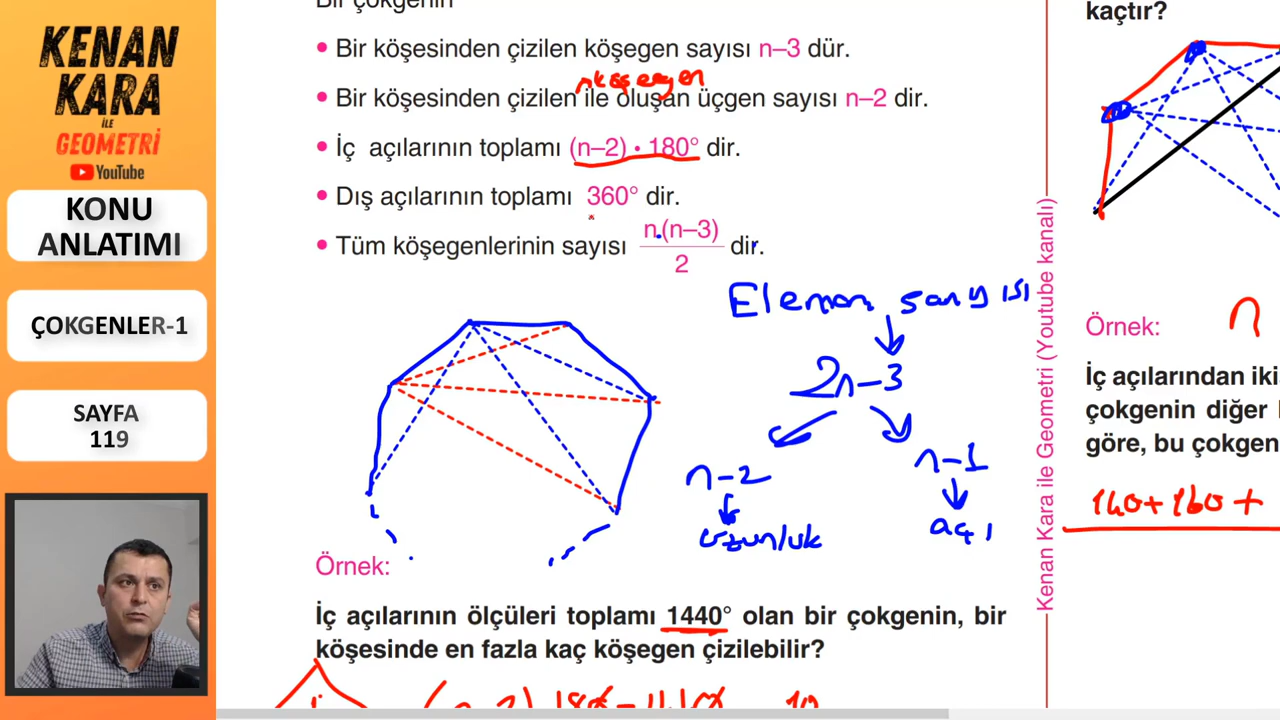 KENAN
KARA
İLE
GEOMETRİ
YouTube
KONU
ANLATIMI
ÇOKGENLER-1
SAYFA
119
Bir çokgenin
• Bir köşesinden çizilen köşegen sayısı n–3 dür.
köşegen
• Bir köşesinden çizilen ile oluşan üçgen sayısı n–2 dir.
• İç açılarının toplamı (n–2) • 180° dir.
• Dış açılarının toplamı 360° dir.
• Tüm köşegenlerinin sayısı n.(n–3)/2 dir.
Eleman sayısı
2n–3
n–2
n–1
uzunluk
açı
Örnek:
İç açılarının ölçüleri toplamı 1440° olan bir çokgenin, bir
köşesinde en fazla kaç köşegen çizilebilir?
Kenan Kara ile Geometri (Youtube kanalı)
kaçtır?
Örnek:
n
İç açılarından iki
çokgenin diğer
göre, bu çokgen
160+160+